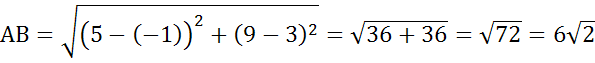 AB = √((5 − (−1))² + (9 − 3)²) = √(36 + 36) = √72 = 6√2